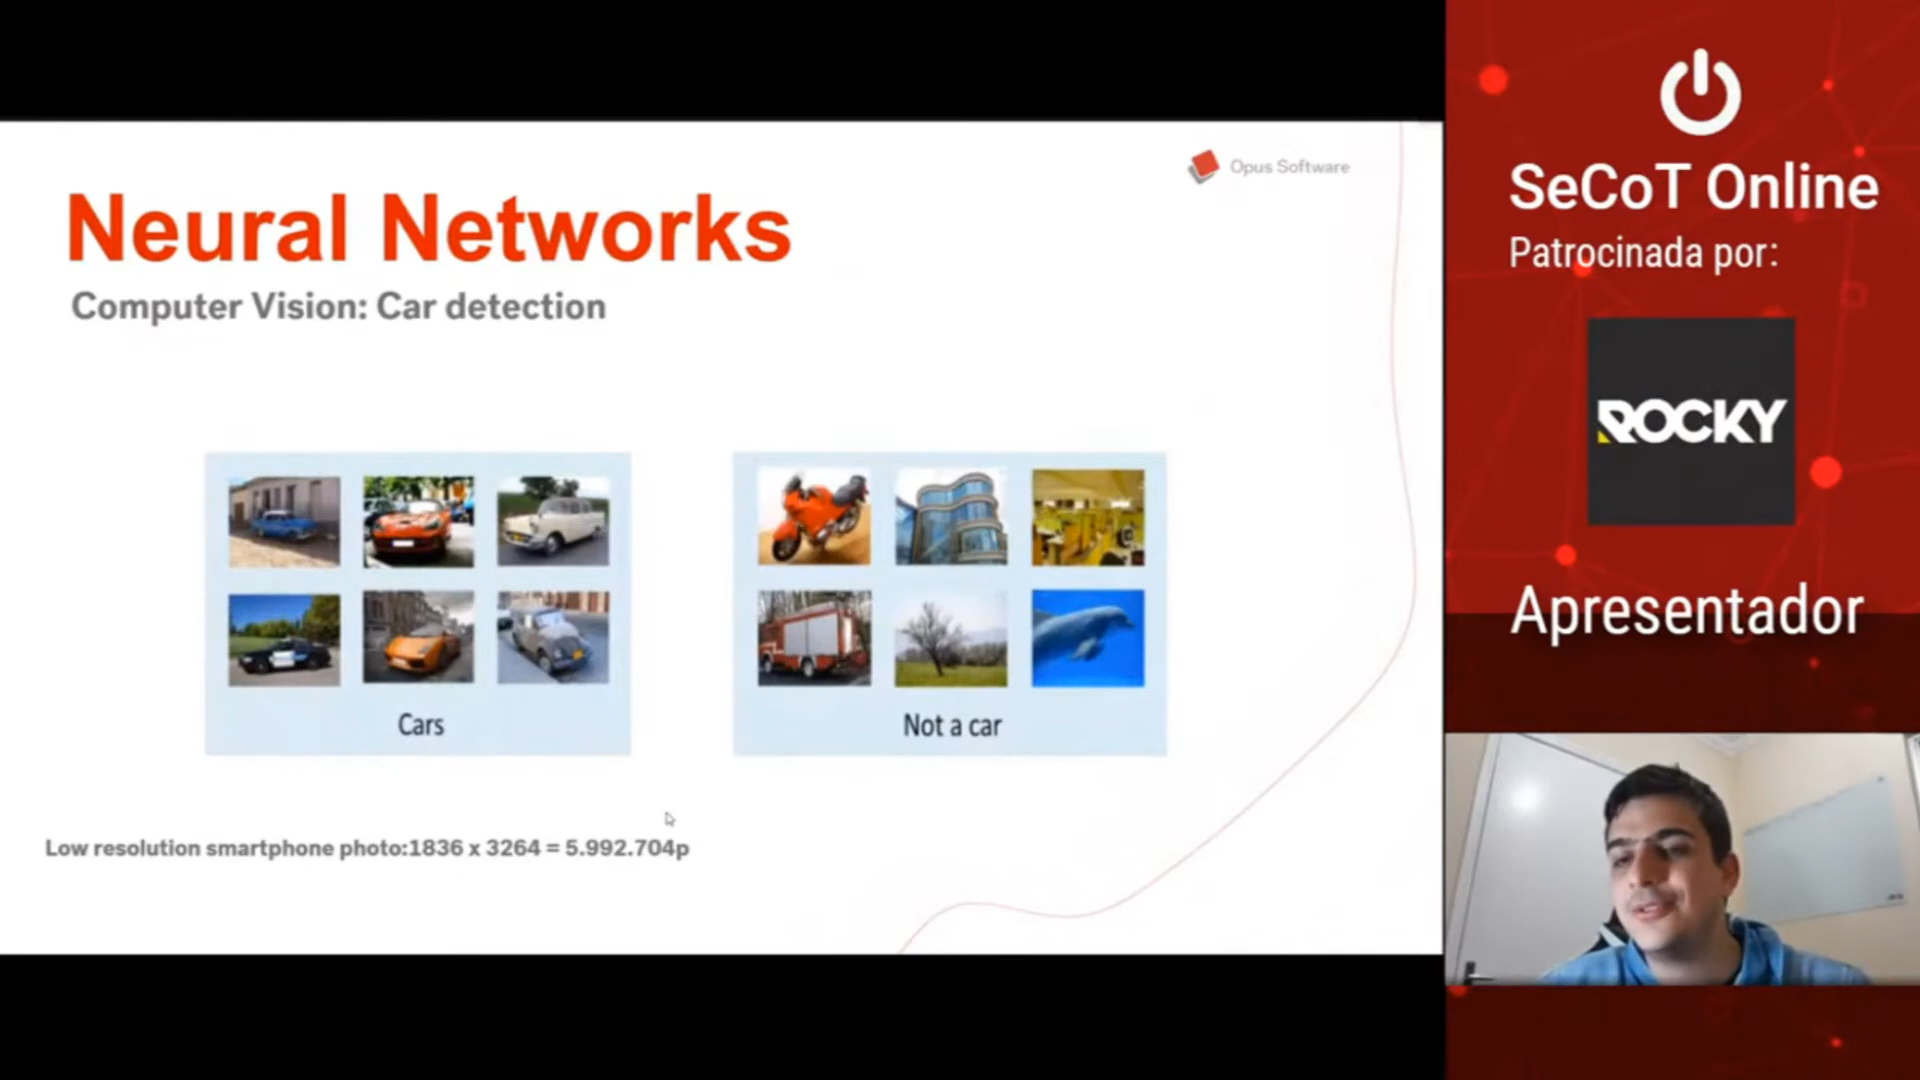 Opus Software
Neural Networks
Computer Vision: Car detection
Cars
Not a car
Low resolution smartphone photo:1836 x 3264 = 5.992.704p
SeCoT Online
Patrocinada por:
ROCKY
Apresentador